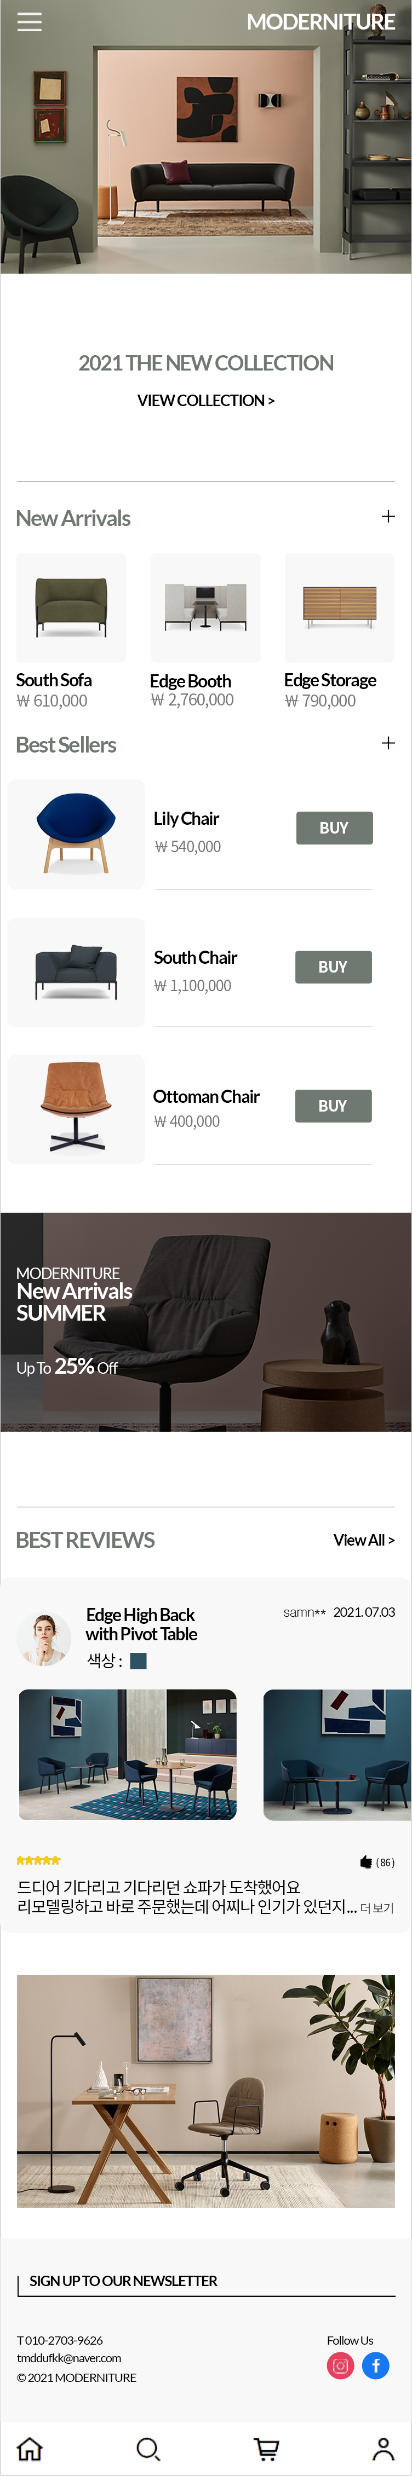 MODERNITURE
2021 THE NEW COLLECTION
VIEW COLLECTION >
New Arrivals +
South Sofa
₩ 610,000
Edge Booth
₩ 2,760,000
Edge Storage
₩ 790,000
Best Sellers +
Lily Chair
₩ 540,000
BUY
South Chair
₩ 1,100,000
BUY
Ottoman Chair
₩ 400,000
BUY
MODERNITURE
New Arrivals
SUMMER
Up To 25% Off
BEST REVIEWS
View All >
Edge High Back
with Pivot Table
색상 :
samn** 2021.07.03
(86)
드디어 기다리고 기다리던 쇼파가 도착했어요
리모델링하고 바로 주문했는데 어찌나 인기가 있던지... 더보기
SIGN UP TO OUR NEWSLETTER
T 010-2703-9626
tmddufkk@naver.com
© 2021 MODERNITURE
Follow Us